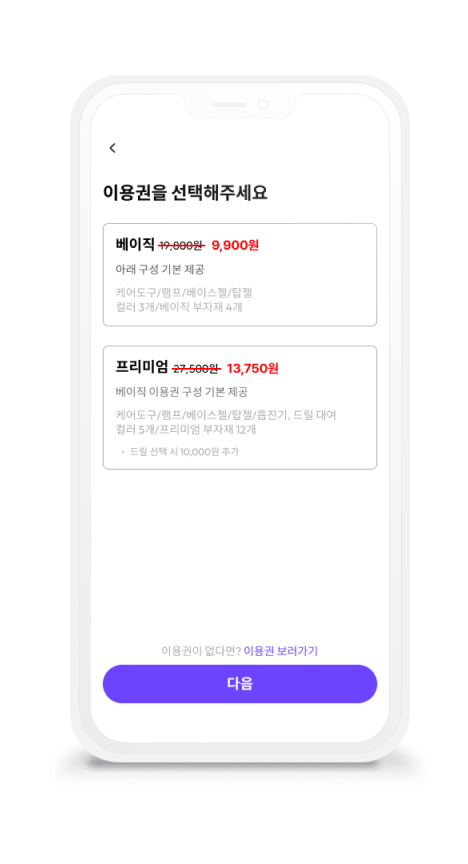 이용권을 선택해주세요
베이직 19,800원 9,900원
아래 구성 기본 제공
케어도구/램프/베이스젤/탑젤
컬러 3개/베이직 부자재 4개
프리미엄 27,500원 13,750원
베이직 이용권 구성 기본 제공
케어도구/램프/베이스젤/탑젤/흡진기, 드릴 대여
컬러 5개/프리미엄 부자재 12개
• 드릴 선택 시 10,000원 추가
이용권이 없다면? 이용권 보러가기
다음